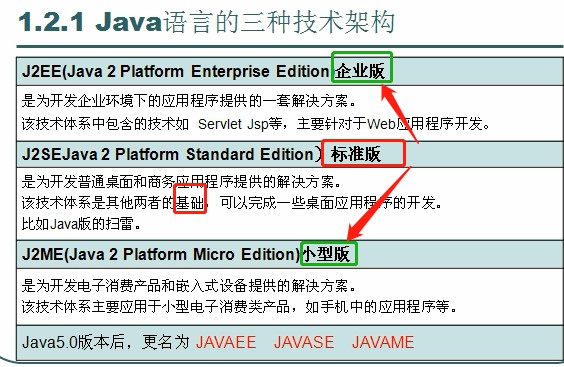 1.2.1 Java语言的三种技术架构
J2EE(Java 2 Platform Enterprise Edition 企业版
是为开发企业环境下的应用程序提供的一套解决方案。
该技术体系中包含的技术如 Servlet Jsp等，主要针对于Web应用程序开发。
J2SEJava 2 Platform Standard Edition) 标准版
是为开发普通桌面和商务应用程序提供的解决方案。
该技术体系是其他两者的基础，可以完成一些桌面应用程序的开发。
比如Java版的扫雷。
J2ME(Java 2 Platform Micro Edition)小型版
是为开发电子消费产品和嵌入式设备提供的解决方案。
该技术体系主要应用于小型电子消费类产品，如手机中的应用程序等。
Java5.0版本后，更名为 JAVAEE JAVASE JAVAME